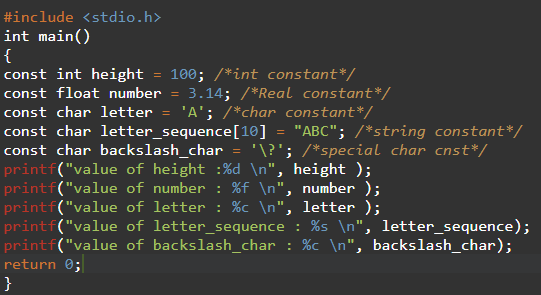 #include <stdio.h>
int main()
{
const int height = 100; /*int constant*/
const float number = 3.14; /*Real constant*/
const char letter = 'A'; /*char constant*/
const char letter_sequence[10] = "ABC"; /*string constant*/
const char backslash_char = '\?'; /*special char cnst*/
printf("value of height :%d \n", height );
printf("value of number : %f \n", number );
printf("value of letter : %c \n", letter );
printf("value of letter_sequence : %s \n", letter_sequence);
printf("value of backslash_char : %c \n", backslash_char);
return 0;
}